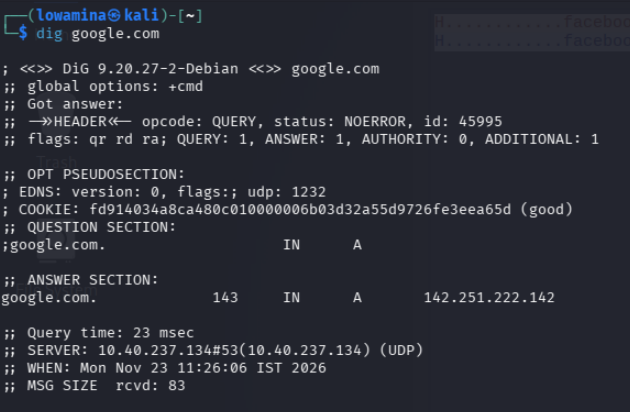 ┌──(lowamina㉿kali)-[~]
└─$ dig google.com
H............facebo
H............facebo
; <<>> DiG 9.20.27-2-Debian <<>> google.com
;; global options: +cmd
;; Got answer:
;; ->>HEADER<<- opcode: QUERY, status: NOERROR, id: 45995
;; flags: qr rd ra; QUERY: 1, ANSWER: 1, AUTHORITY: 0, ADDITIONAL: 1
Trash
;; OPT PSEUDOSECTION:
; EDNS: version: 0, flags:; udp: 1232
; COOKIE: fd914034a8ca480c010000006b03d32a55d9726fe3eea65d (good)
;; QUESTION SECTION:
;google.com. IN A
;; ANSWER SECTION:
google.com. 143 IN A 142.251.222.142
;; Query time: 23 msec
;; SERVER: 10.40.237.134#53(10.40.237.134) (UDP)
;; WHEN: Mon Nov 23 11:26:06 IST 2026
;; MSG SIZE rcvd: 83